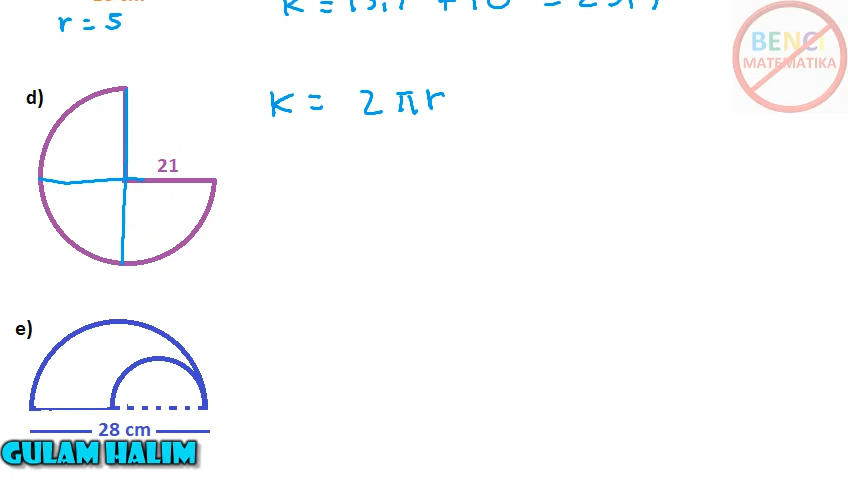 r = 5
BENCI
MATEMATIKA
d)
K = 2πr
21
e)
28 cm
GULAM HALIM